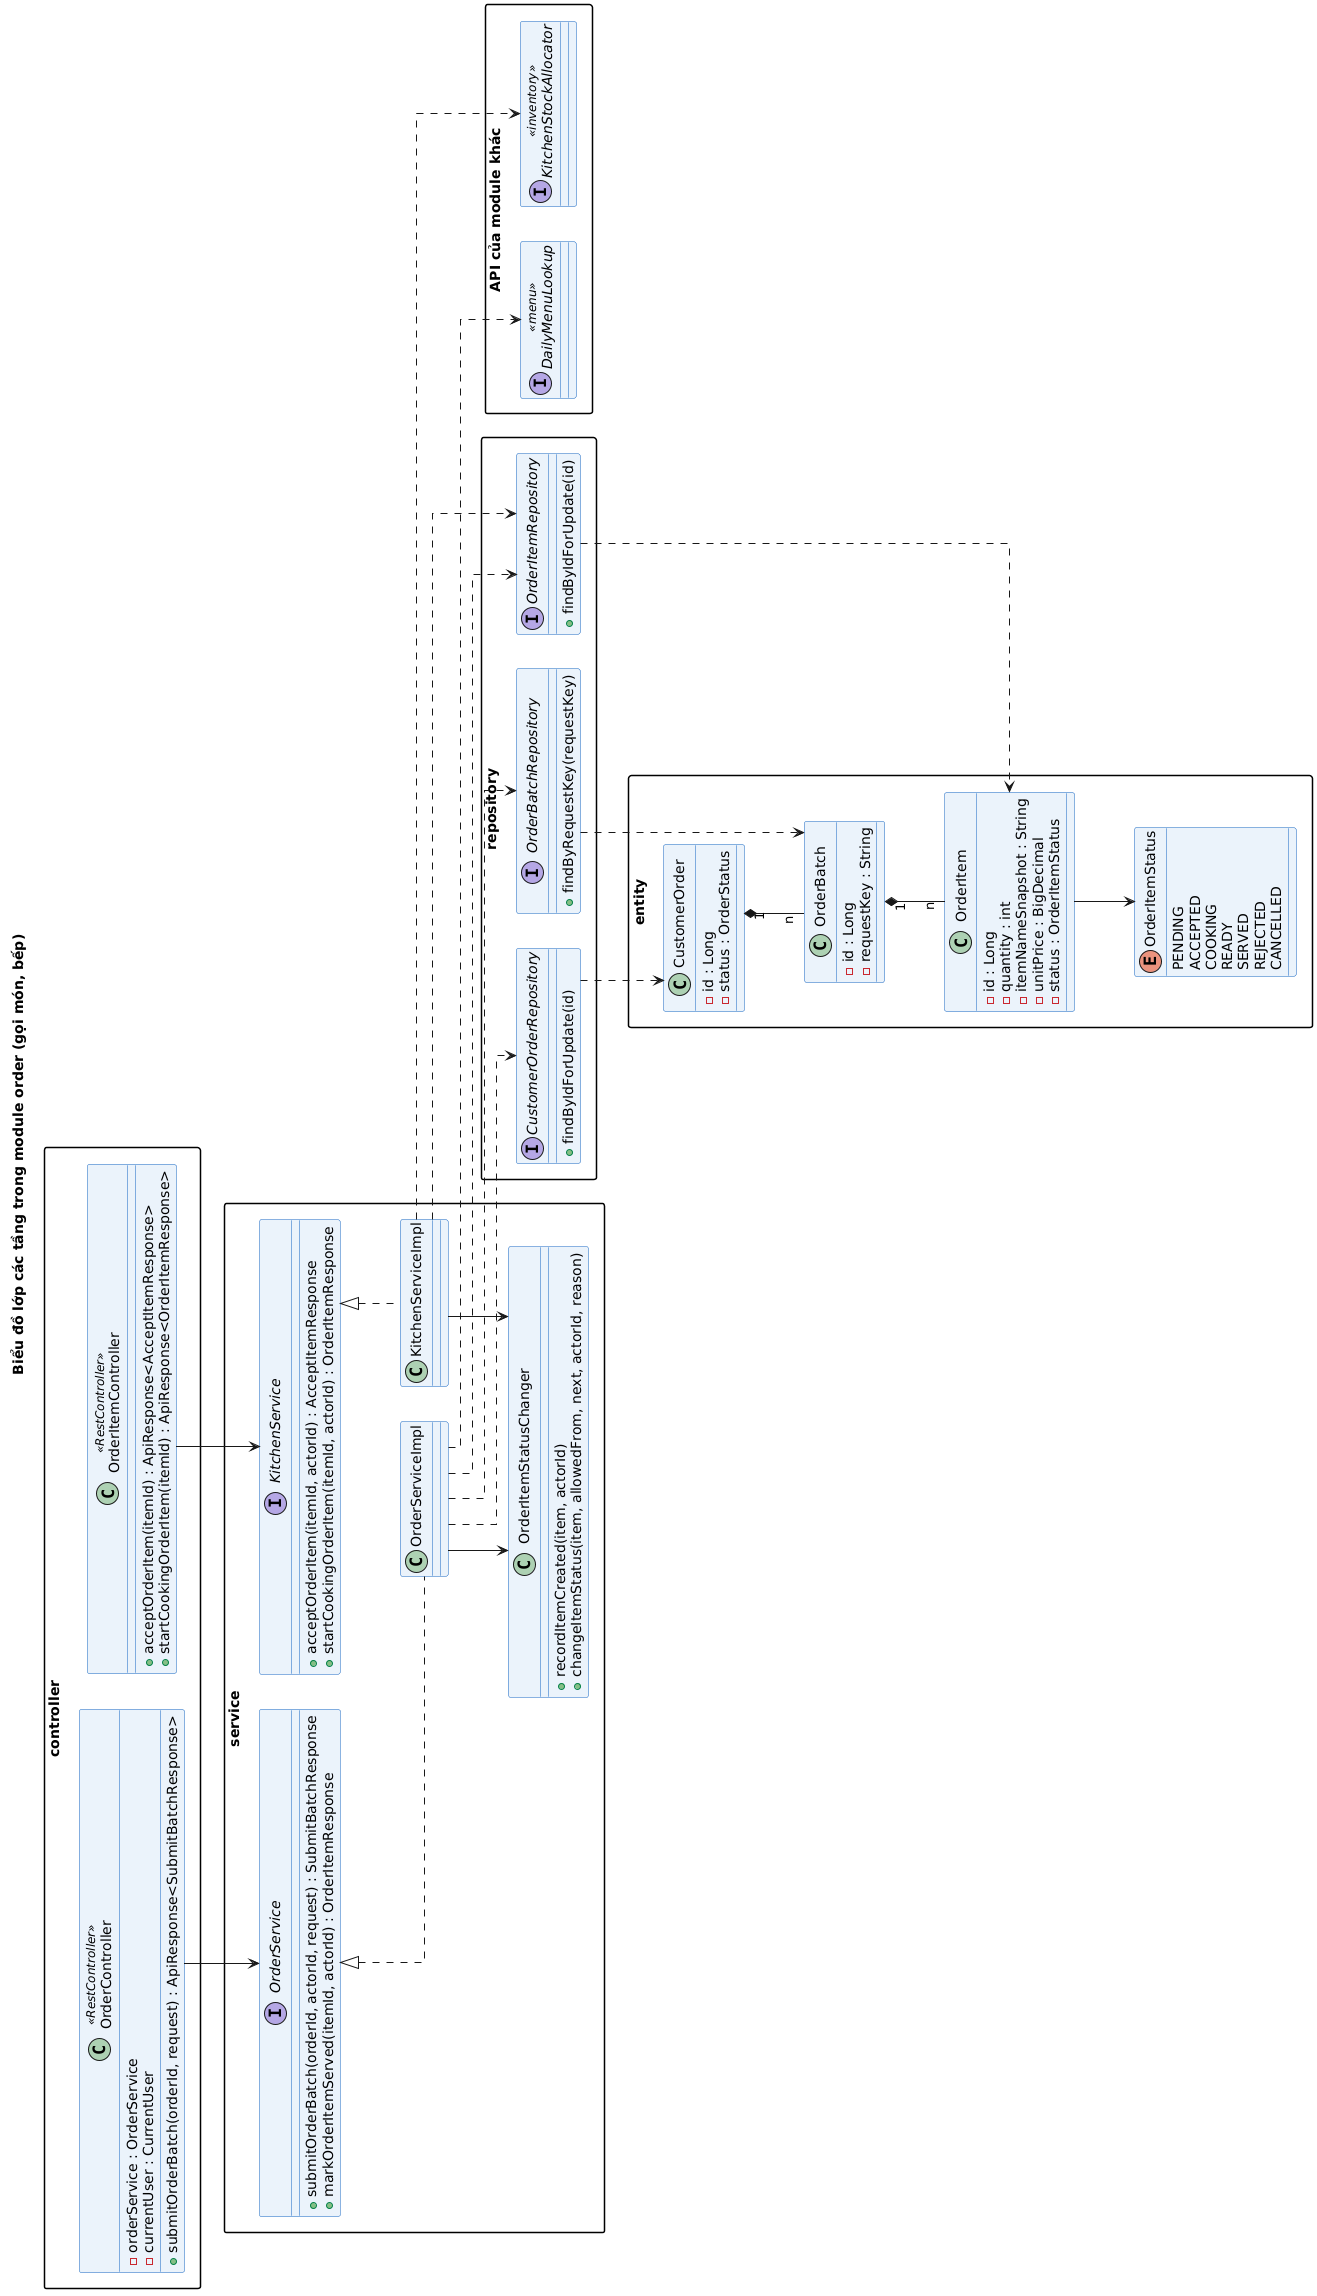 Biểu đồ lớp các tầng trong module order (gọi món, bếp)
controller
«RestController»
C OrderController
orderService : OrderService
currentUser : CurrentUser
submitOrderBatch(orderId, request) : ApiResponse<SubmitBatchResponse>
«RestController»
C OrderItemController
acceptOrderItem(itemId) : ApiResponse<AcceptItemResponse>
startCookingOrderItem(itemId) : ApiResponse<OrderItemResponse>
service
I OrderService
submitOrderBatch(orderId, actorId, request) : SubmitBatchResponse
markOrderItemServed(itemId, actorId) : OrderItemResponse
I KitchenService
acceptOrderItem(itemId, actorId) : AcceptItemResponse
startCookingOrderItem(itemId, actorId) : OrderItemResponse
C OrderServiceImpl
C KitchenServiceImpl
C OrderItemStatusChanger
recordItemCreated(item, actorId)
changeItemStatus(item, allowedFrom, next, actorId, reason)
repository
I CustomerOrderRepository
findByIdForUpdate(id)
I OrderBatchRepository
findByRequestKey(requestKey)
I OrderItemRepository
findByIdForUpdate(id)
API của module khác
«menu»
I DailyMenuLookup
«inventory»
I KitchenStockAllocator
entity
C CustomerOrder
id : Long
status : OrderStatus
1
n
C OrderBatch
id : Long
requestKey : String
1
n
C OrderItem
id : Long
quantity : int
itemNameSnapshot : String
unitPrice : BigDecimal
status : OrderItemStatus
E OrderItemStatus
PENDING
ACCEPTED
COOKING
READY
SERVED
REJECTED
CANCELLED